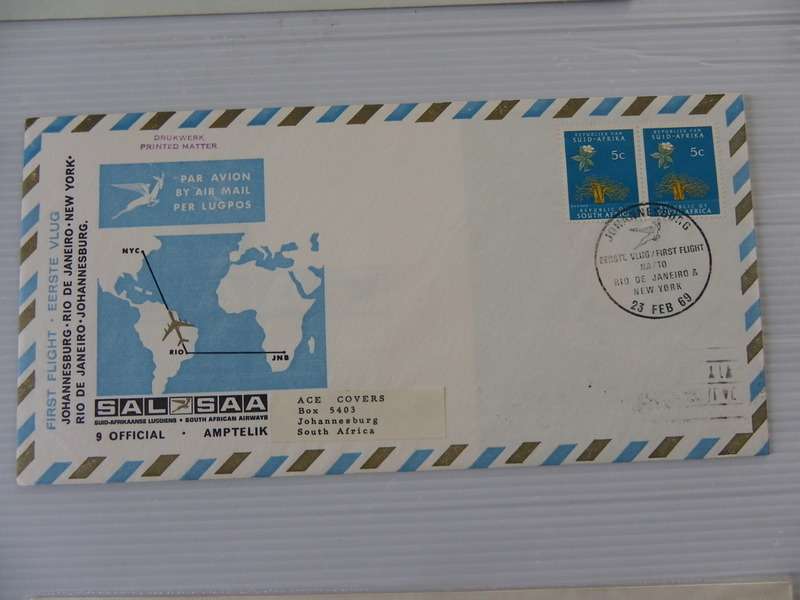 DRUKWERK
PRINTED MATTER
PAR AVION
BY AIR MAIL
PER LUGPOS
FIRST FLIGHT · EERSTE VLUG
JOHANNESBURG · RIO DE JANEIRO · NEW YORK ·
RIO DE JANEIRO · JOHANNESBURG.
NYC
RIO
JNB
SAL SAA
SUID-AFRIKAANSE LUGDIENS · SOUTH AFRICAN AIRWAYS
9 OFFICIAL · AMPTELIK
ACE COVERS
Box 5403
Johannesburg
South Africa
REPUBLIEK VAN
SUID-AFRIKA
5c
REPUBLIC OF
SOUTH AFRICA
REPUBLIEK VAN
SUID-AFRIKA
5c
REPUBLIC OF
SOUTH AFRICA
JOHANNESBURG
EERSTE VLUG/FIRST FLIGHT
NA/TO
RIO DE JANEIRO &
NEW YORK
23 FEB 69